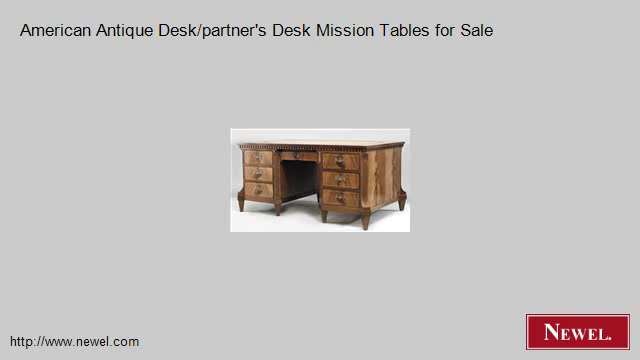 American Antique Desk/partner's Desk Mission Tables for Sale
NEWEL.
http://www.newel.com